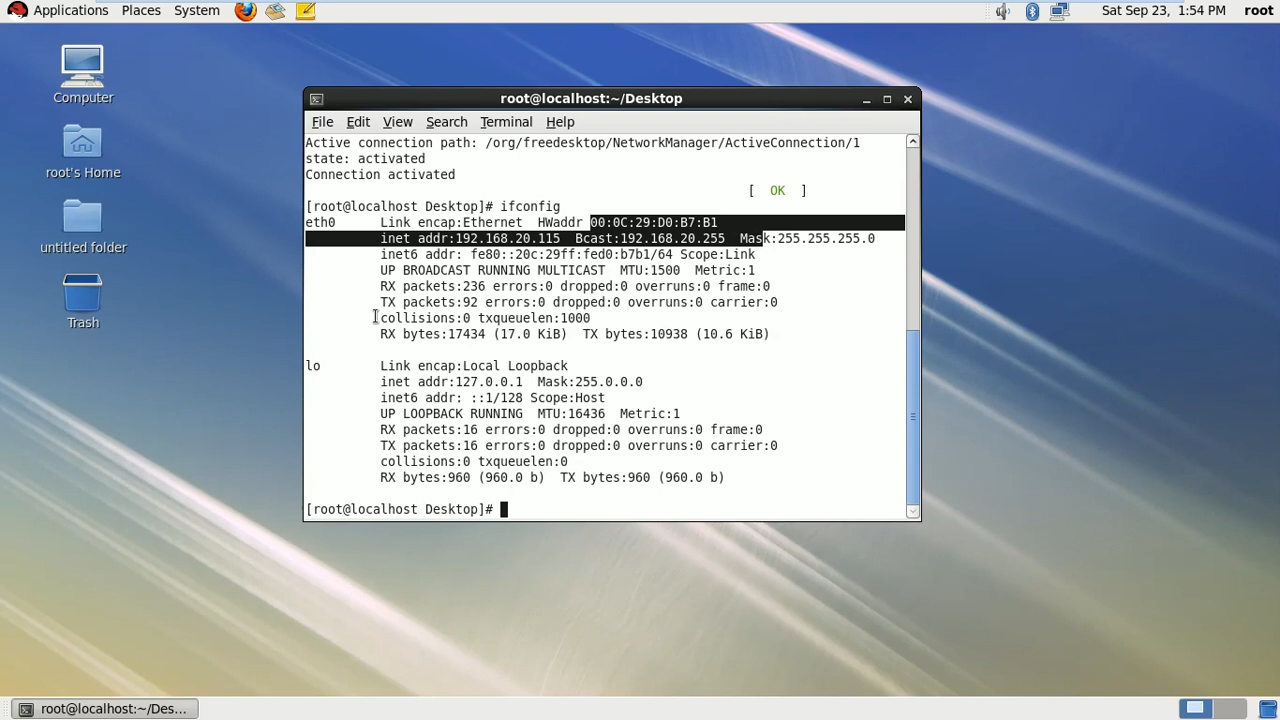 Applications Places System Sat Sep 23, 1:54 PM root
Computer
root's Home
untitled folder
Trash
root@localhost:~/Desktop
File Edit View Search Terminal Help
Active connection path: /org/freedesktop/NetworkManager/ActiveConnection/1
state: activated
Connection activated
[  OK  ]
[root@localhost Desktop]# ifconfig
eth0      Link encap:Ethernet  HWaddr 00:0C:29:D0:B7:B1
          inet addr:192.168.20.115  Bcast:192.168.20.255  Mask:255.255.255.0
          inet6 addr: fe80::20c:29ff:fed0:b7b1/64 Scope:Link
          UP BROADCAST RUNNING MULTICAST  MTU:1500  Metric:1
          RX packets:236 errors:0 dropped:0 overruns:0 frame:0
          TX packets:92 errors:0 dropped:0 overruns:0 carrier:0
          collisions:0 txqueuelen:1000
          RX bytes:17434 (17.0 KiB)  TX bytes:10938 (10.6 KiB)
lo        Link encap:Local Loopback
          inet addr:127.0.0.1  Mask:255.0.0.0
          inet6 addr: ::1/128 Scope:Host
          UP LOOPBACK RUNNING  MTU:16436  Metric:1
          RX packets:16 errors:0 dropped:0 overruns:0 frame:0
          TX packets:16 errors:0 dropped:0 overruns:0 carrier:0
          collisions:0 txqueuelen:0
          RX bytes:960 (960.0 b)  TX bytes:960 (960.0 b)
[root@localhost Desktop]#
root@localhost:~/Des...